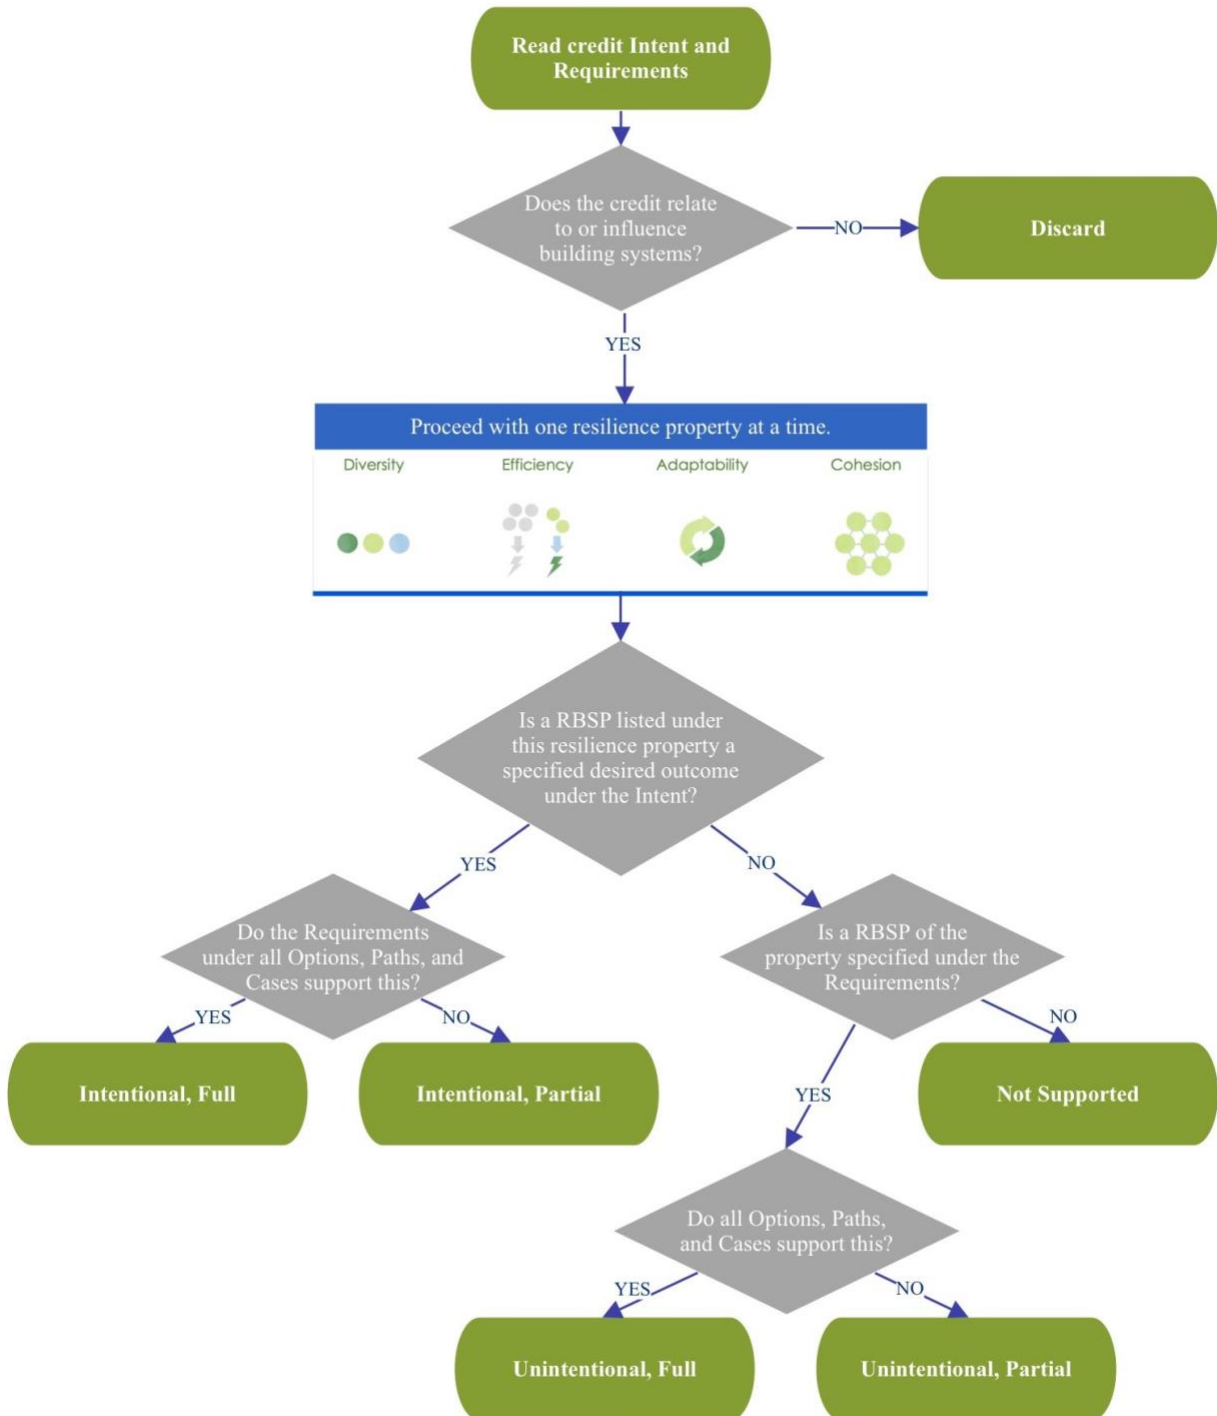 Read credit Intent and
Requirements
Does the credit relate
to or influence
building systems?
NO
Discard
YES
Proceed with one resilience property at a time.
Diversity
Efficiency
Adaptability
Cohesion
Is a RBSP listed under
this resilience property a
specified desired outcome
under the Intent?
YES
NO
Do the Requirements
under all Options, Paths, and
Cases support this?
Is a RBSP of the
property specified under the
Requirements?
YES
NO
NO
Intentional, Full
Intentional, Partial
YES
Not Supported
Do all Options, Paths,
and Cases support this?
YES
NO
Unintentional, Full
Unintentional, Partial